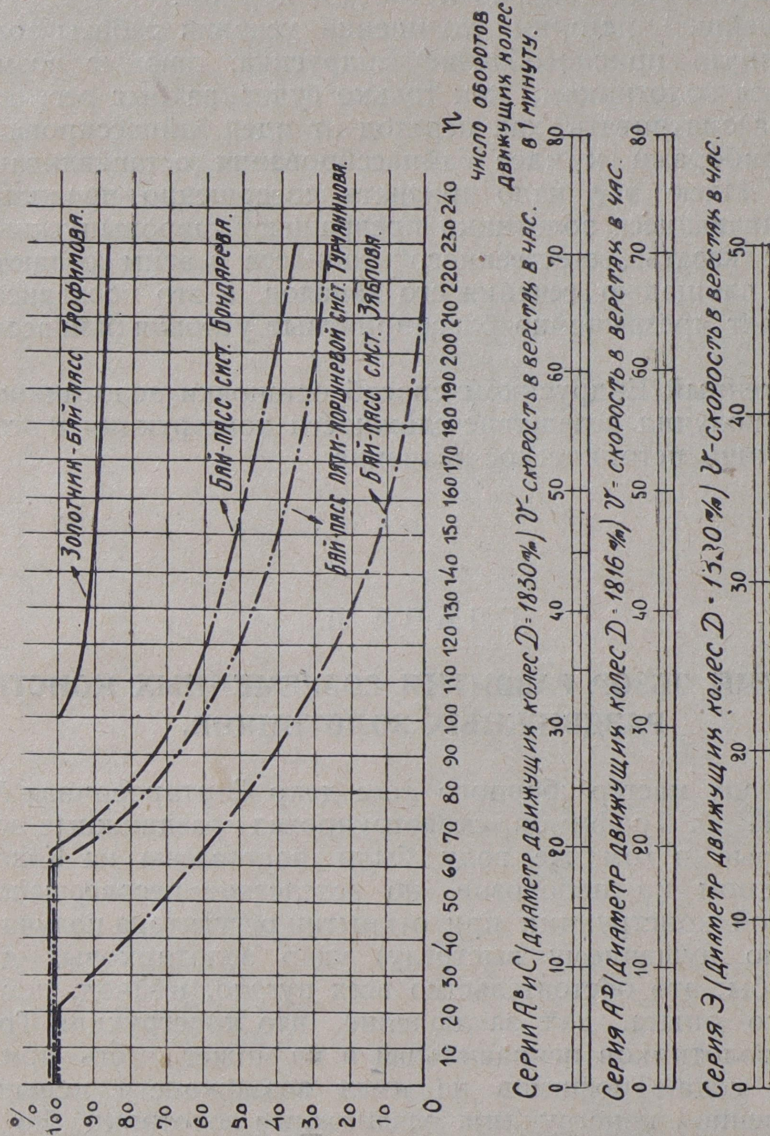 %
100
90
80
70
60
50
40
30
20
10
0
Золотник-бай-пасс Трофимова.
бай-пасс сист. Бондарева.
бай-пасс пяти-поршневой сист. Турчанинова.
бай-пасс сист. Зяблова.
10 20 30 40 50 60 70 80 90 100 110 120 130 140 150 160 170 180 190 200 210 220 230 240 n
число оборотов
движущих колес
в 1 минуту.
Серии Aᴮ и С (диаметр движущих колес D=1830 м/м) V-скорость в верстах в час.
0 10 20 30 40 50 60 70 80
Серия Aᴰ (диаметр движущих колес D=1816 м/м) V=скорость в верстах в час.
0 10 20 30 40 50 60 70 80
Серия Э (диаметр движущих колес D=1320 м/м) V-скорость в верстах в час.
0 10 20 30 40 50